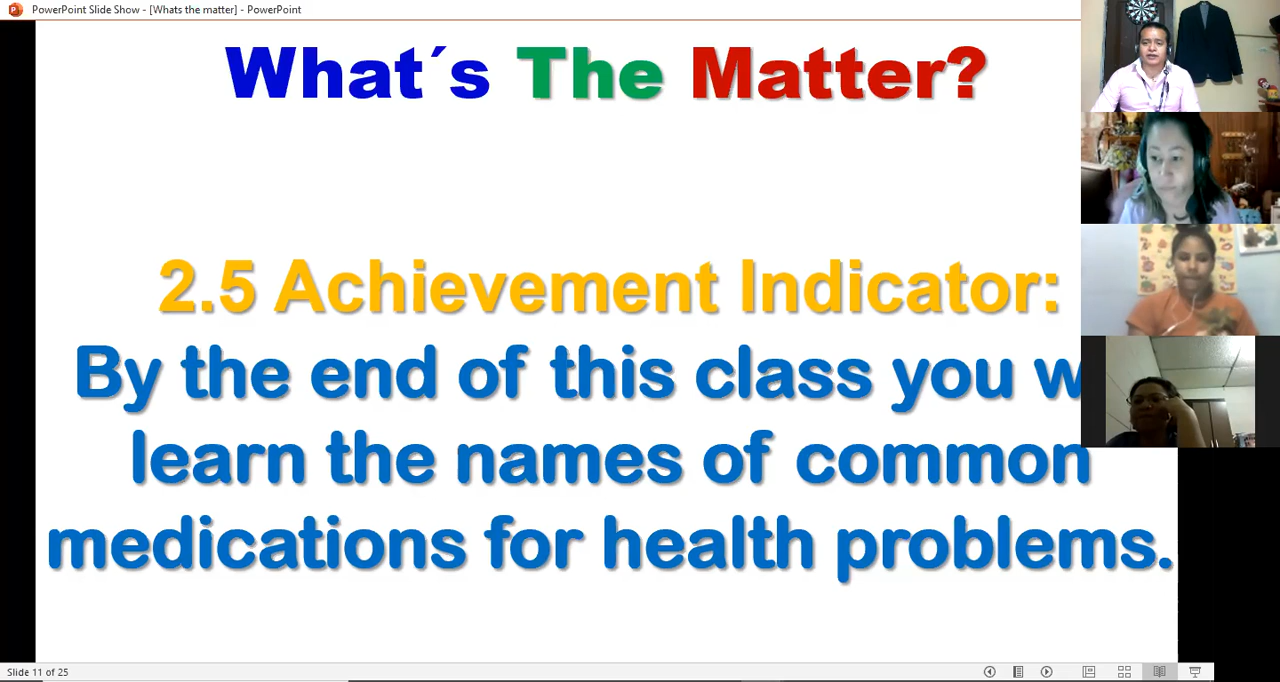 PowerPoint Slide Show - [Whats the matter] - PowerPoint
What´s The Matter?
2.5 Achievement Indicator:
By the end of this class you w
learn the names of common
medications for health problems.
Slide 11 of 25